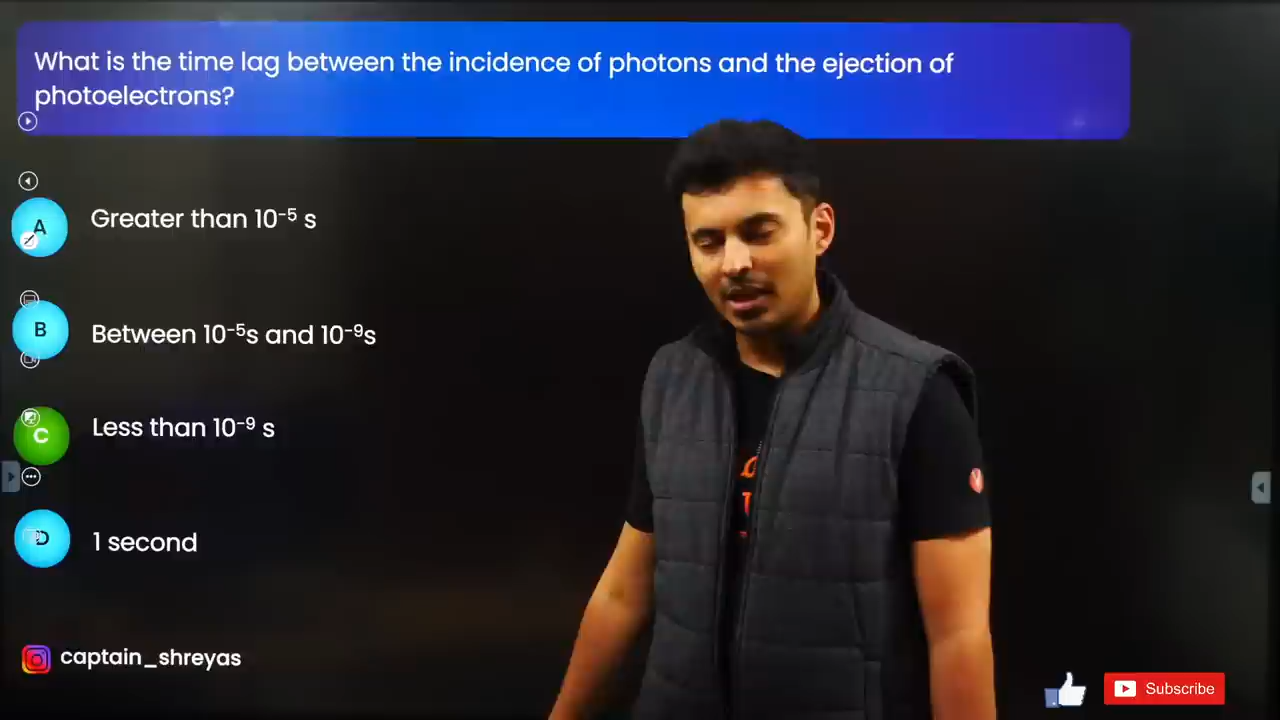 What is the time lag between the incidence of photons and the ejection of
photoelectrons?
A Greater than 10⁻⁵ s
B Between 10⁻⁵s and 10⁻⁹s
C Less than 10⁻⁹ s
D 1 second
captain_shreyas
Subscribe